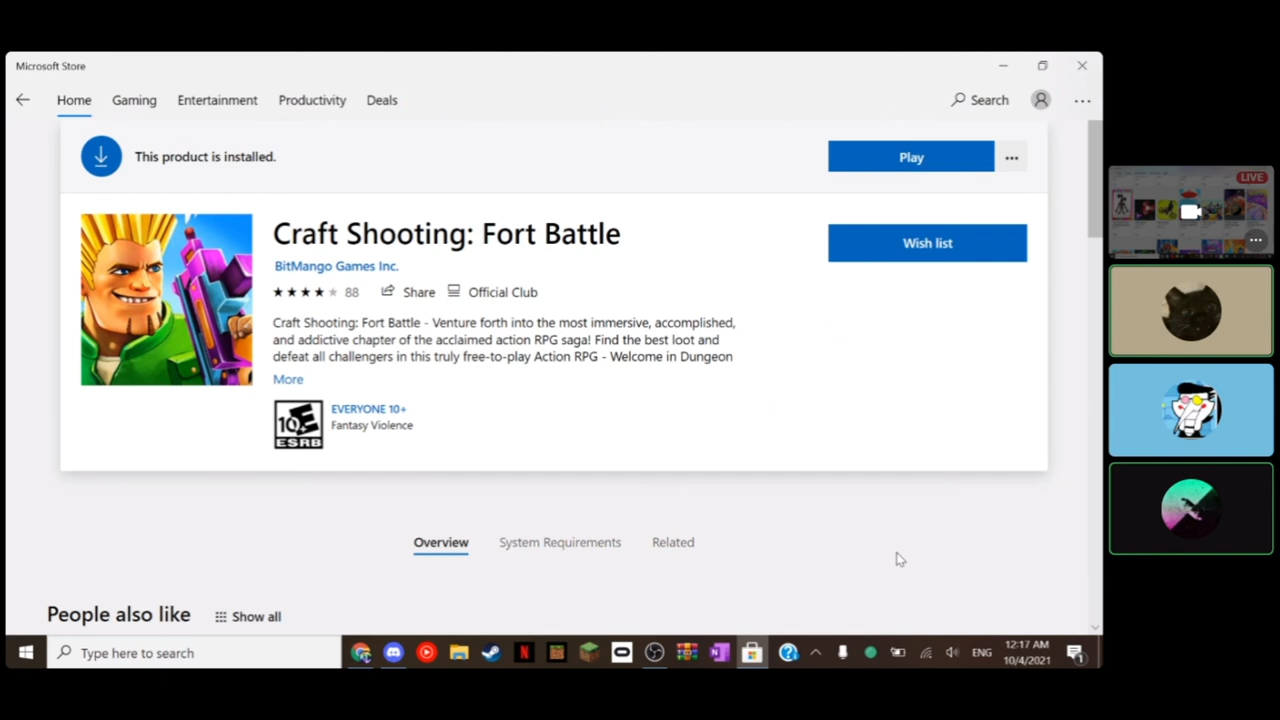 Microsoft Store
Home Gaming Entertainment Productivity Deals Search
This product is installed.
Play
Craft Shooting: Fort Battle
Wish list
BitMango Games Inc.
88 Share Official Club
Craft Shooting: Fort Battle - Venture forth into the most immersive, accomplished,
and addictive chapter of the acclaimed action RPG saga! Find the best loot and
defeat all challengers in this truly free-to-play Action RPG - Welcome in Dungeon
More
E
10+
ESRB
EVERYONE 10+
Fantasy Violence
Overview System Requirements Related
People also like Show all
Type here to search
ENG
12:17 AM
10/4/2021
1
LIVE